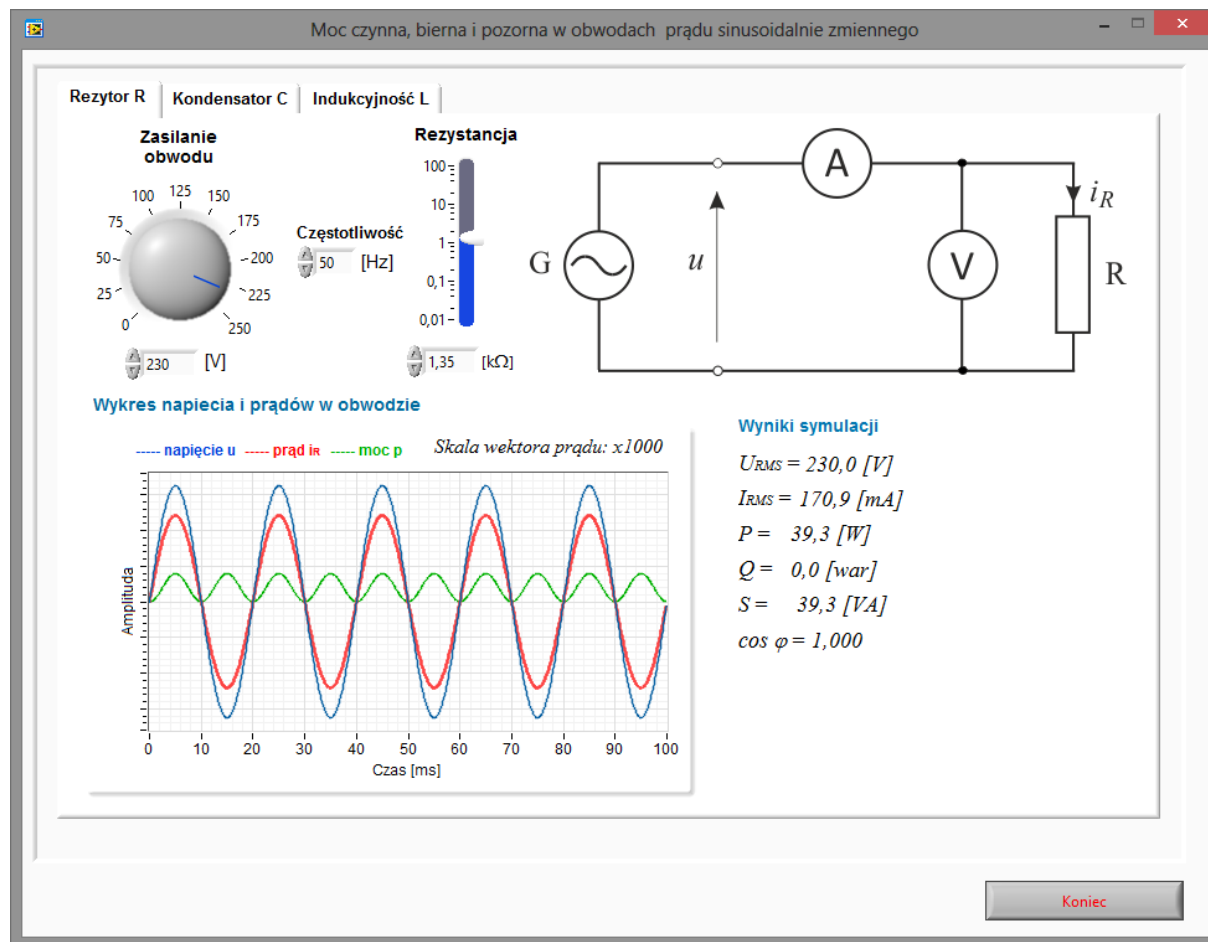 Moc czynna, bierna i pozorna w obwodach prądu sinusoidalnie zmiennego
Rezytor R
Kondensator C
Indukcyjność L
Zasilanie
obwodu
0
25
50
75
100
125
150
175
200
225
250
230 [V]
Częstotliwość
50 [Hz]
Rezystancja
100
10
1
0,1
0,01
1,35 [kΩ]
G
u
A
V
iR
R
Wykres napiecia i prądów w obwodzie
----- napięcie u ----- prąd iR ----- moc p
Skala wektora prądu: x1000
Amplituda
0 10 20 30 40 50 60 70 80 90 100
Czas [ms]
Wyniki symulacji
URMS = 230,0 [V]
IRMS = 170,9 [mA]
P = 39,3 [W]
Q = 0,0 [war]
S = 39,3 [VA]
cos φ = 1,000
Koniec